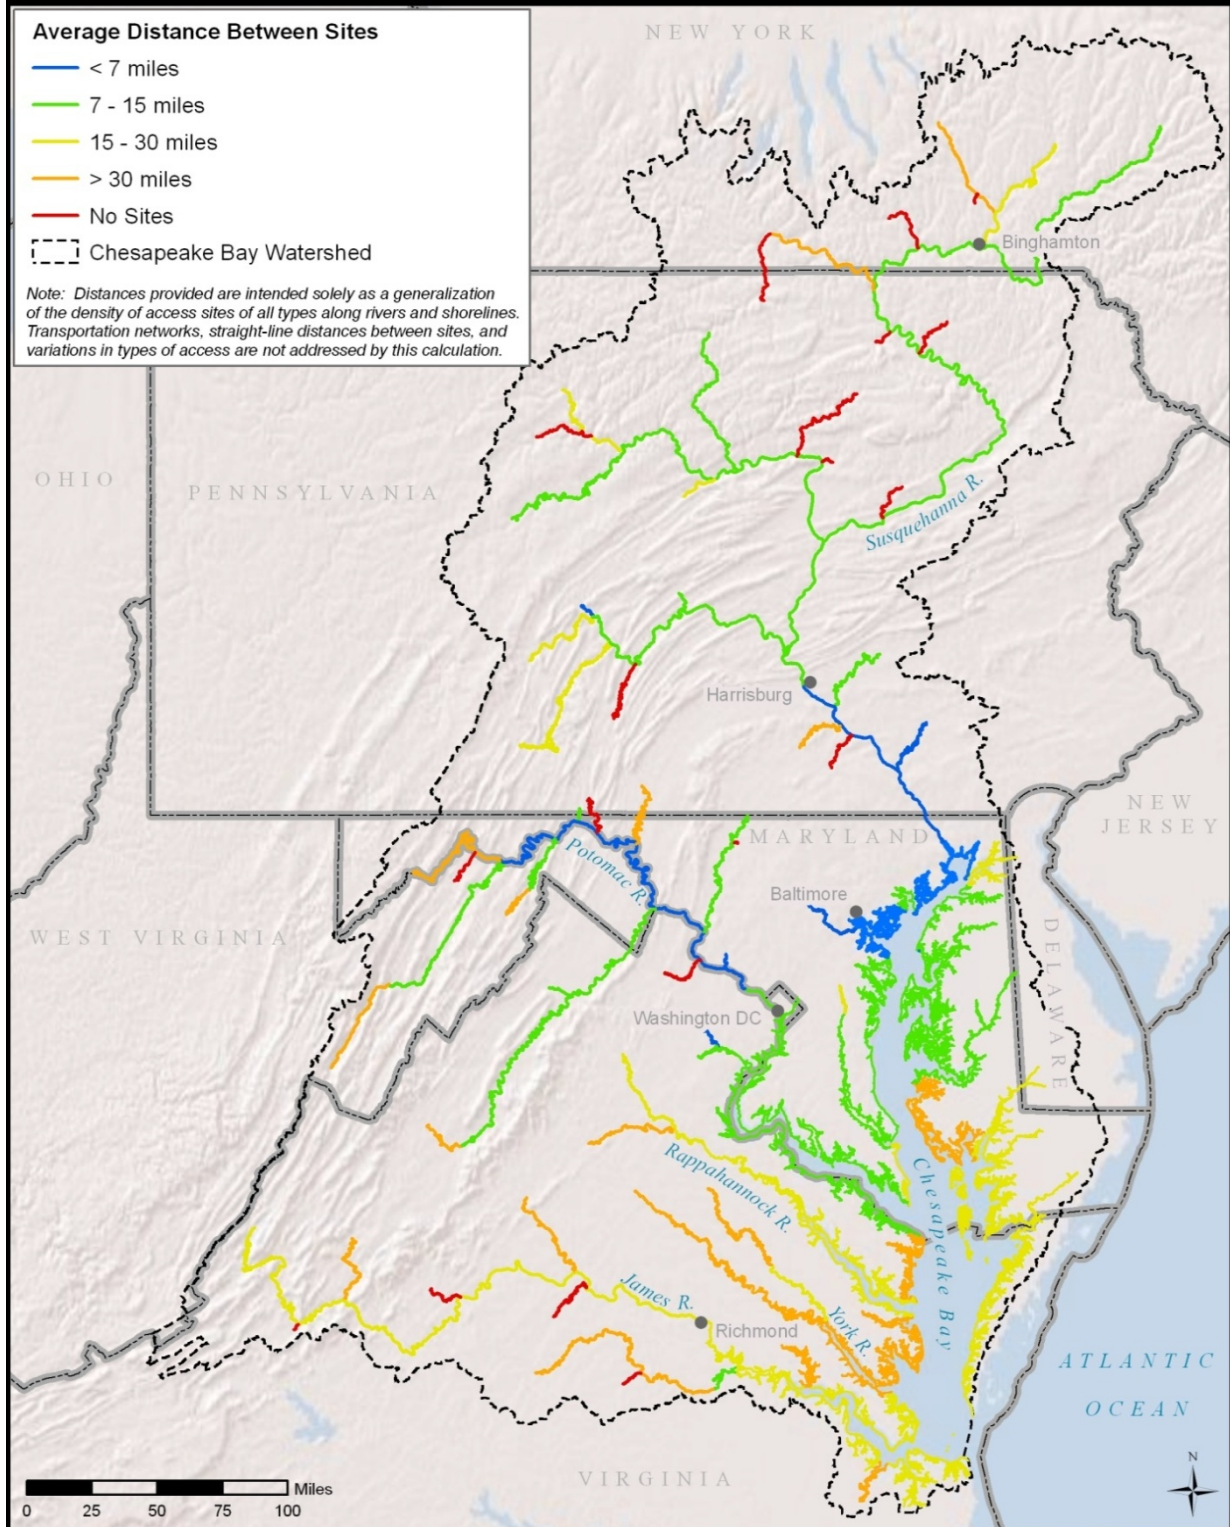 Average Distance Between Sites
< 7 miles
7 - 15 miles
15 - 30 miles
> 30 miles
No Sites
Chesapeake Bay Watershed
Note: Distances provided are intended solely as a generalization
of the density of access sites of all types along rivers and shorelines.
Transportation networks, straight-line distances between sites, and
variations in types of access are not addressed by this calculation.
NEW YORK
Binghamton
OHIO
PENNSYLVANIA
Susquehanna R.
Harrisburg
NEW
JERSEY
MARYLAND
Potomac R.
Baltimore
WEST VIRGINIA
DELAWARE
Washington DC
Rappahannock R.
Chesapeake Bay
James R.
York R.
Richmond
ATLANTIC
OCEAN
VIRGINIA
Miles
0 25 50 75 100
N